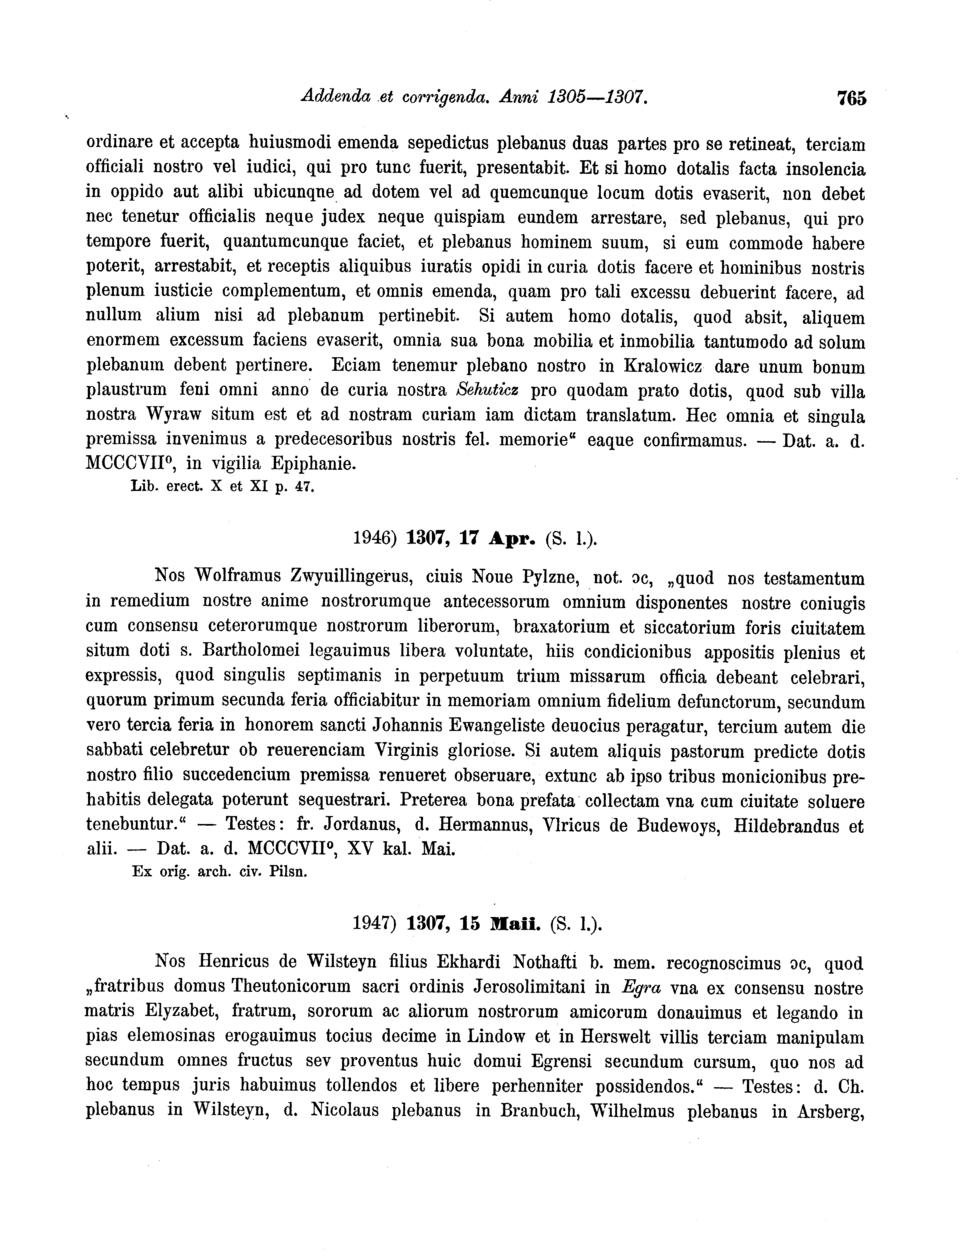 Addenda et corrigenda. Anni 1305—1307. 765
ordinare et accepta huiusmodi emenda sepedictus plebanus duas partes pro se retineat, terciam
officiali nostro vel iudici, qui pro tunc fuerit, presentabit. Et si homo dotalis facta insolencia
in oppido aut alibi ubicunqne ad dotem vel ad quemcunque locum dotis evaserit, non debet
nec tenetur officialis neque judex neque quispiam eundem arrestare, sed plebanus, qui pro
tempore fuerit, quantumcunque faciet, et plebanus hominem suum, si eum commode habere
poterit, arrestabit, et receptis aliquibus iuratis opidi in curia dotis facere et hominibus nostris
plenum iusticie complementum, et omnis emenda, quam pro tali excessu debuerint facere, ad
nullum alium nisi ad plebanum pertinebit. Si autem homo dotalis, quod absit, aliquem
enormem excessum faciens evaserit, omnia sua bona mobilia et inmobilia tantumodo ad solum
plebanum debent pertinere. Eciam tenemur plebano nostro in Kralowicz dare unum bonum
plaustrum feni omni anno de curia nostra Sehuticz pro quodam prato dotis, quod sub villa
nostra Wyraw situm est et ad nostram curiam iam dictam translatum. Hec omnia et singula
premissa invenimus a predecesoribus nostris fel. memorie“ eaque confirmamus. — Dat. a. d.
MCCCVII⁰, in vigilia Epiphanie.
Lib. erect. X et XI p. 47.
1946) 1307, 17 Apr. (S. l.).
Nos Wolframus Zwyuillingerus, ciuis Noue Pylzne, not. ɔc, „quod nos testamentum
in remedium nostre anime nostrorumque antecessorum omnium disponentes nostre coniugis
cum consensu ceterorumque nostrorum liberorum, braxatorium et siccatorium foris ciuitatem
situm doti s. Bartholomei legauimus libera voluntate, hiis condicionibus appositis plenius et
expressis, quod singulis septimanis in perpetuum trium missarum officia debeant celebrari,
quorum primum secunda feria officiabitur in memoriam omnium fidelium defunctorum, secundum
vero tercia feria in honorem sancti Johannis Ewangeliste deuocius peragatur, tercium autem die
sabbati celebretur ob reuerenciam Virginis gloriose. Si autem aliquis pastorum predicte dotis
nostro filio succedencium premissa renueret obseruare, extunc ab ipso tribus monicionibus pre-
habitis delegata poterunt sequestrari. Preterea bona prefata collectam vna cum ciuitate soluere
tenebuntur.“ — Testes: fr. Jordanus, d. Hermannus, Vlricus de Budewoys, Hildebrandus et
alii. — Dat. a. d. MCCCVII⁰, XV kal. Mai.
Ex orig. arch. civ. Pilsn.
1947) 1307, 15 Maii. (S. l.).
Nos Henricus de Wilsteyn filius Ekhardi Nothafti b. mem. recognoscimus ɔc, quod
„fratribus domus Theutonicorum sacri ordinis Jerosolimitani in Egra vna ex consensu nostre
matris Elyzabet, fratrum, sororum ac aliorum nostrorum amicorum donauimus et legando in
pias elemosinas erogauimus tocius decime in Lindow et in Herswelt villis terciam manipulam
secundum omnes fructus sev proventus huic domui Egrensi secundum cursum, quo nos ad
hoc tempus juris habuimus tollendos et libere perhenniter possidendos.“ — Testes: d. Ch.
plebanus in Wilsteyn, d. Nicolaus plebanus in Branbuch, Wilhelmus plebanus in Arsberg,